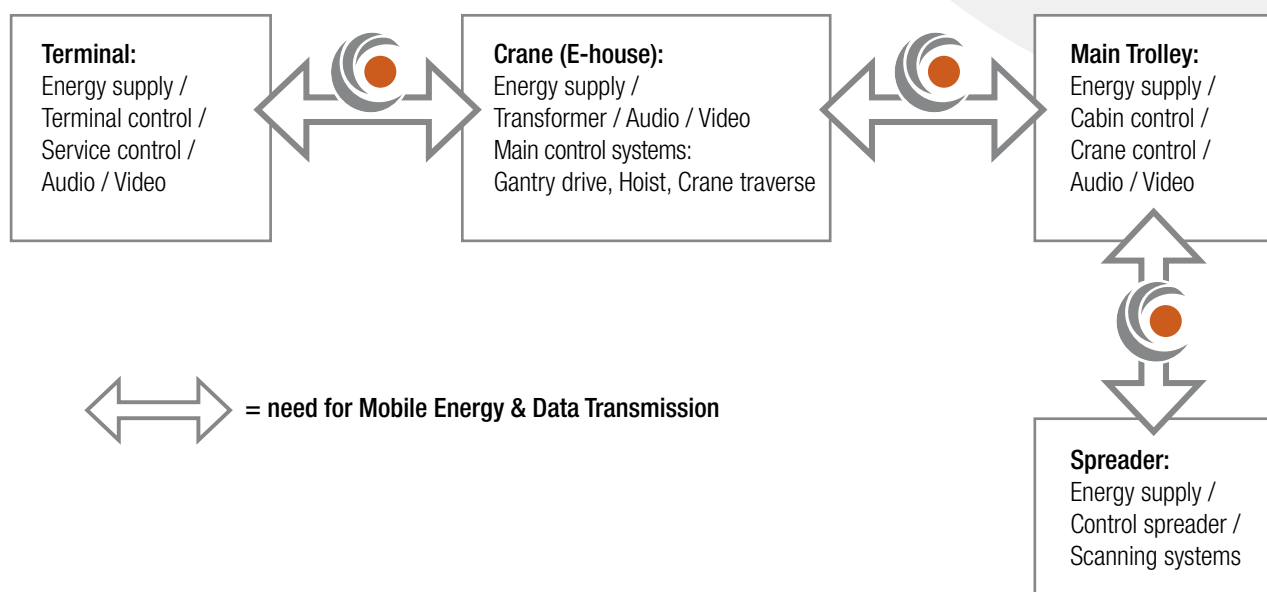 Terminal:
Energy supply /
Terminal control /
Service control /
Audio / Video
Crane (E-house):
Energy supply /
Transformer / Audio / Video
Main control systems:
Gantry drive, Hoist, Crane traverse
Main Trolley:
Energy supply /
Cabin control /
Crane control /
Audio / Video
= need for Mobile Energy & Data Transmission
Spreader:
Energy supply /
Control spreader /
Scanning systems